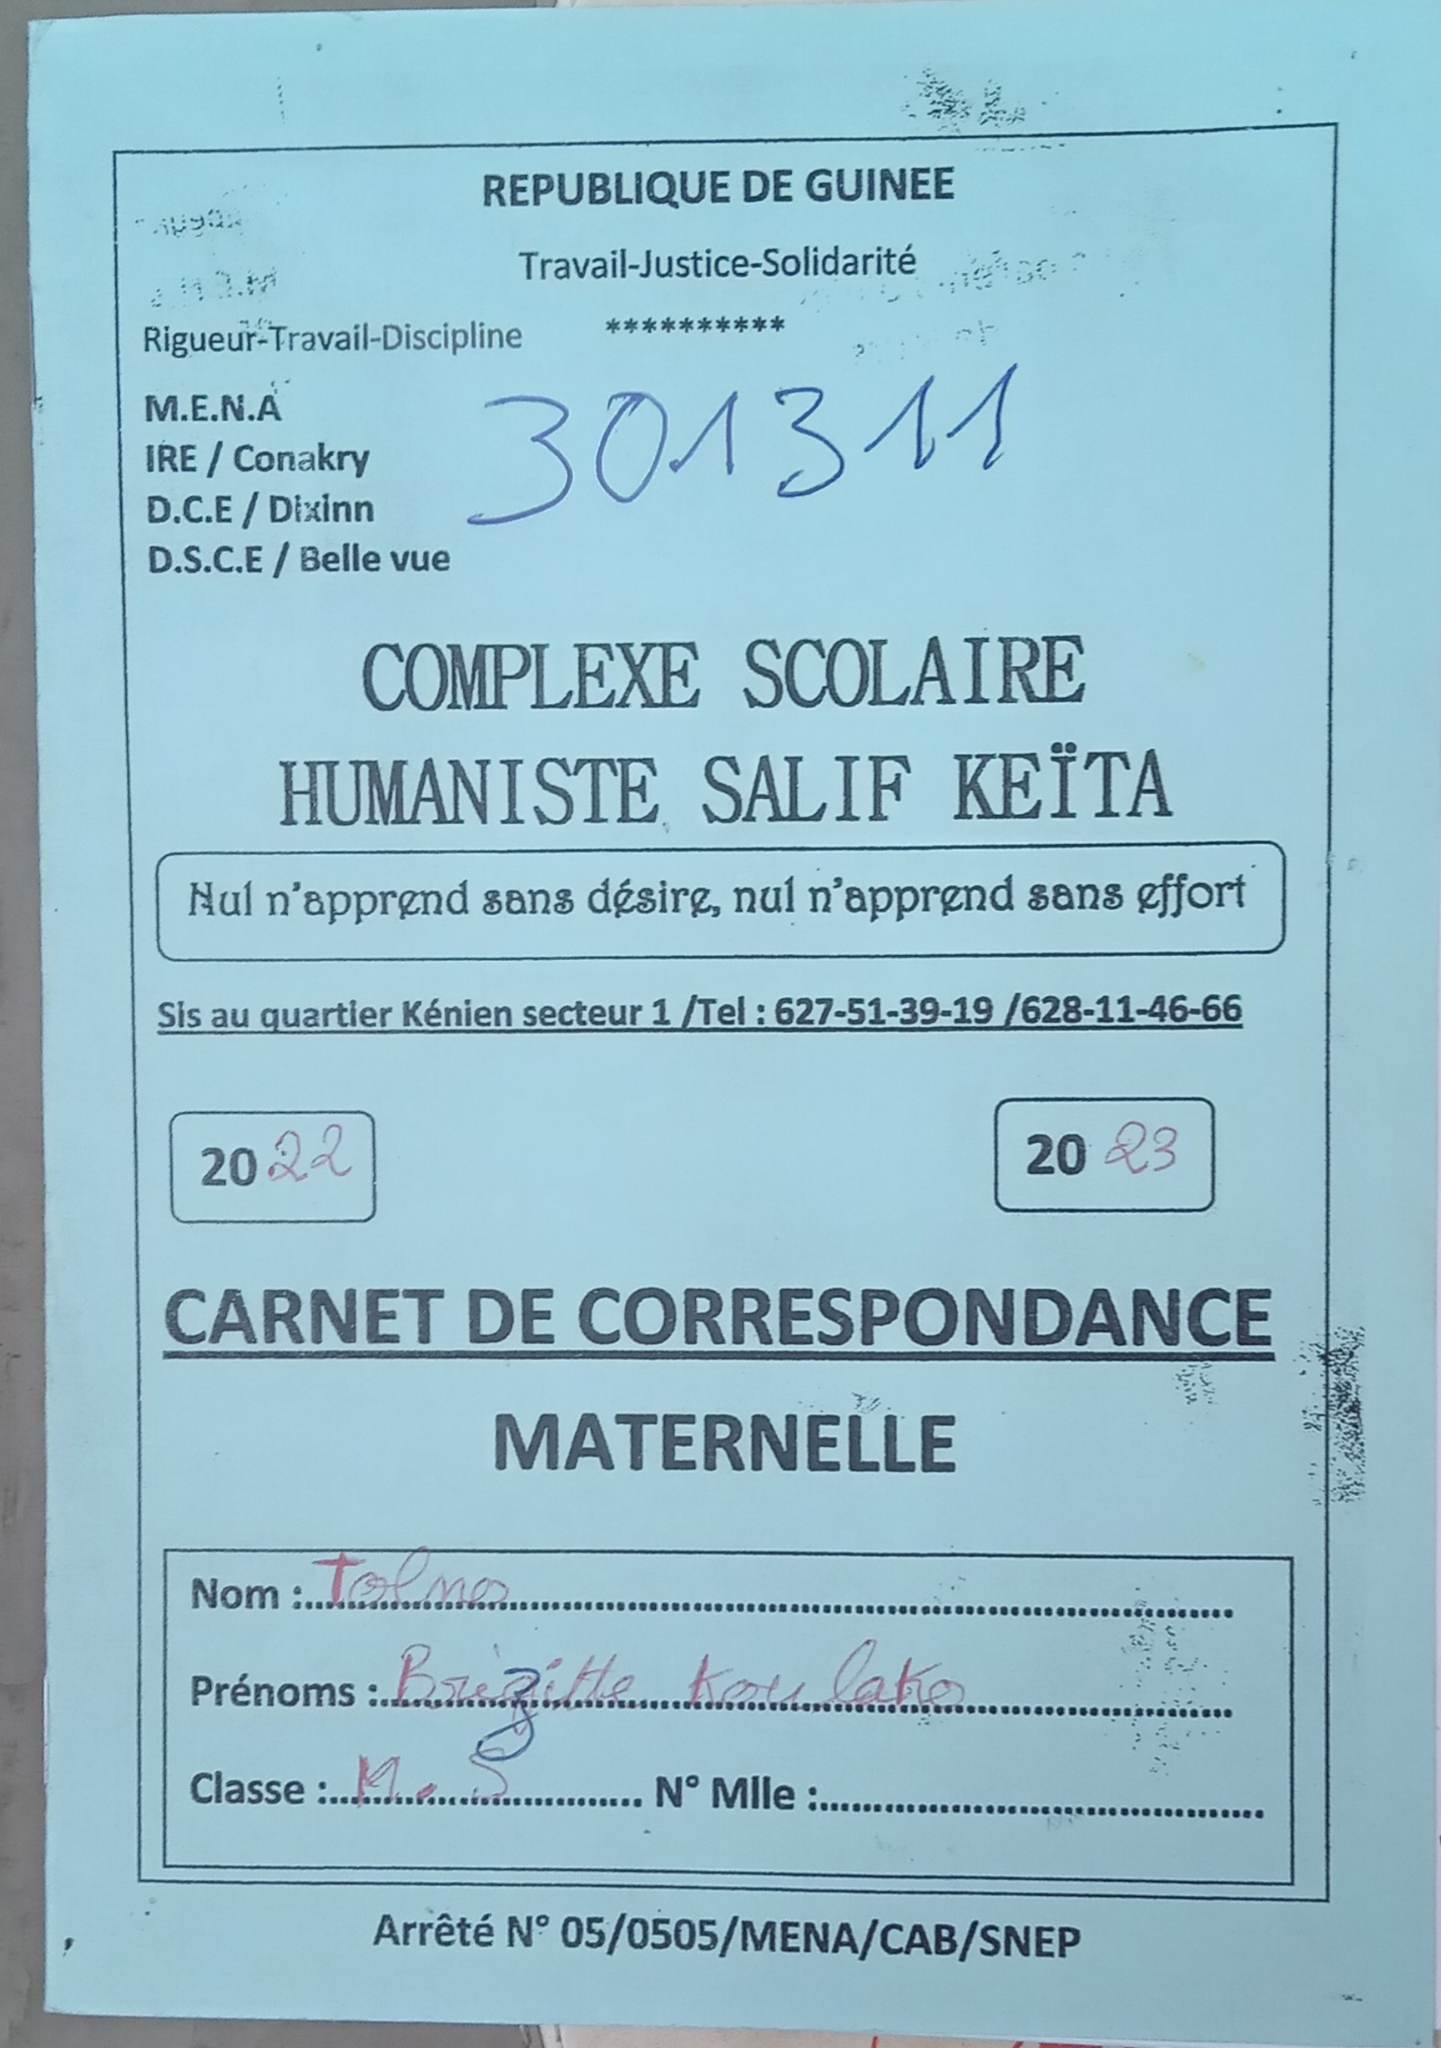 REPUBLIQUE DE GUINEE
Travail-Justice-Solidarité
Rigueur-Travail-Discipline **********
M.E.N.A
301311
IRE / Conakry
D.C.E / Dixinn
D.S.C.E / Belle vue
COMPLEXE SCOLAIRE
HUMANISTE SALIF KEÏTA
Nul n'apprend sans désire, nul n'apprend sans effort
Sis au quartier Kénien secteur 1 /Tel : 627-51-39-19 /628-11-46-66
2022 2023
CARNET DE CORRESPONDANCE
MATERNELLE
Nom : Tolno
Prénoms : Brigitte Koulako
Classe : M.S N° Mlle :
Arrêté N° 05/0505/MENA/CAB/SNEP